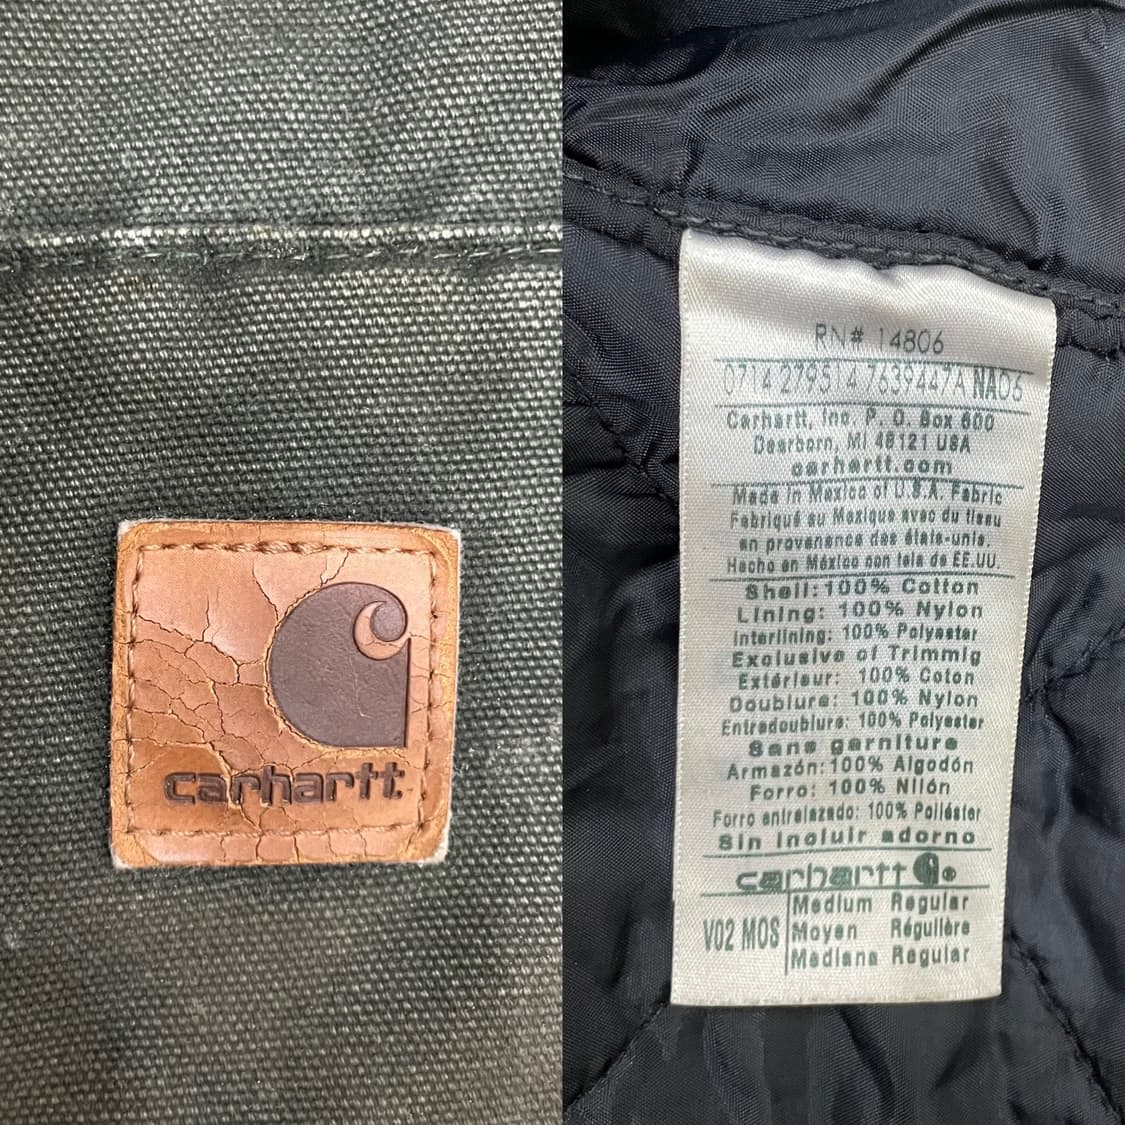 carhartt
RN# 14806
0714 279514 7639447A NA06
Carhartt, Inc. P. O. Box 600
Dearborn, MI 48121 USA
carhartt.com
Made in Mexico of U.S.A. Fabric
Fabriqué au Mexique avec du tissu
en provenance des états-unis.
Hecho en México con tela de EE.UU.
Shell: 100% Cotton
Lining: 100% Nylon
Interlining: 100% Polyester
Exclusive of Trimmig
Extérieur: 100% Coton
Doublure: 100% Nylon
Entredoublure: 100% Polyester
Sans garniture
Armazón: 100% Algodón
Forro: 100% Nilón
Forro entrelazado: 100% Poliéster
Sin incluir adorno
carhartt ®
V02 MOS
Medium Regular
Moyen Régulière
Mediana Regular